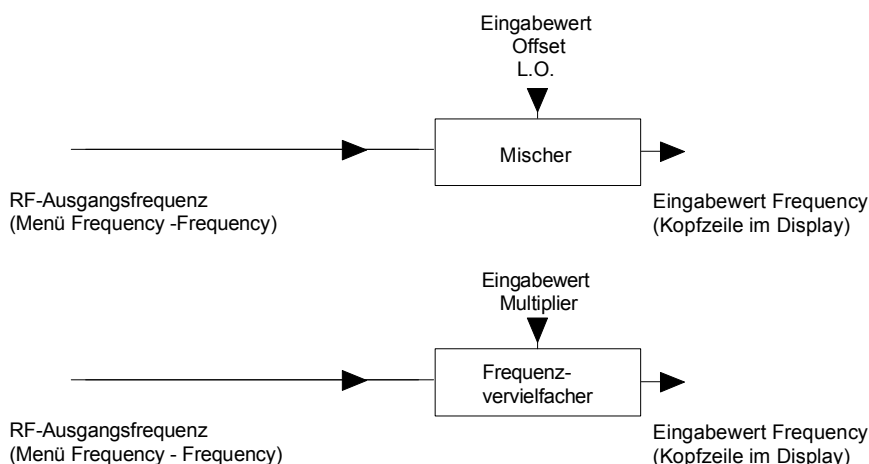 Eingabewert
Offset
L.O.
Mischer
RF-Ausgangsfrequenz
(Menü Frequency -Frequency)
Eingabewert Frequency
(Kopfzeile im Display)
Eingabewert
Multiplier
Frequenz-
vervielfacher
RF-Ausgangsfrequenz
(Menü Frequency - Frequency)
Eingabewert Frequency
(Kopfzeile im Display)